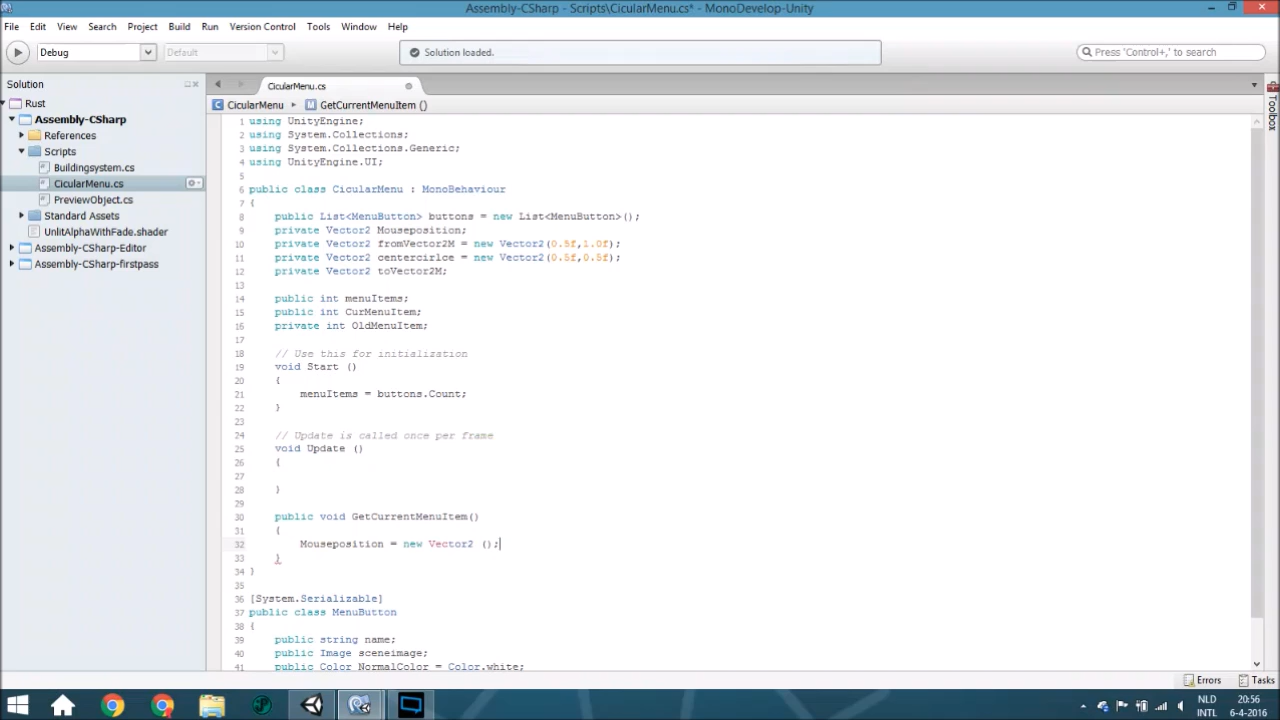 Assembly-CSharp - Scripts\CicularMenu.cs* - MonoDevelop-Unity
File Edit View Search Project Build Run Version Control Tools Window Help
Debug Default Solution loaded. Press 'Control+,' to search
Solution
Rust
Assembly-CSharp
References
Scripts
Buildingsystem.cs
CicularMenu.cs
PreviewObject.cs
Standard Assets
UnlitAlphaWithFade.shader
Assembly-CSharp-Editor
Assembly-CSharp-firstpass
CicularMenu.cs
CicularMenu GetCurrentMenuItem ()
1 using UnityEngine;
2 using System.Collections;
3 using System.Collections.Generic;
4 using UnityEngine.UI;
5
6 public class CicularMenu : MonoBehaviour
7 {
8 public List<MenuButton> buttons = new List<MenuButton>();
9 private Vector2 Mouseposition;
10 private Vector2 fromVector2M = new Vector2(0.5f,1.0f);
11 private Vector2 centercirlce = new Vector2(0.5f,0.5f);
12 private Vector2 toVector2M;
13
14 public int menuItems;
15 public int CurMenuItem;
16 private int OldMenuItem;
17
18 // Use this for initialization
19 void Start ()
20 {
21 menuItems = buttons.Count;
22 }
23
24 // Update is called once per frame
25 void Update ()
26 {
27
28 }
29
30 public void GetCurrentMenuItem()
31 {
32 Mouseposition = new Vector2 ();
33 }
34 }
35
36 [System.Serializable]
37 public class MenuButton
38 {
39 public string name;
40 public Image sceneimage;
41 public Color NormalColor = Color.white;
Toolbox
Errors Tasks
NLD
INTL
20:56
6-4-2016